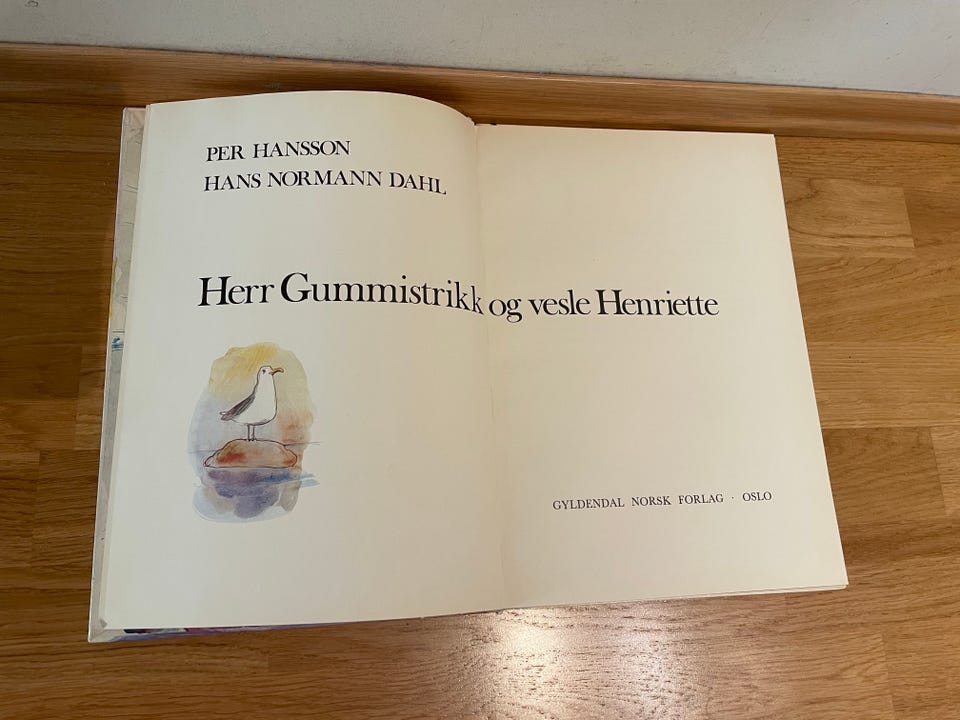 PER HANSSON
HANS NORMANN DAHL
Herr Gummistrikk og vesle Henriette
GYLDENDAL NORSK FORLAG · OSLO